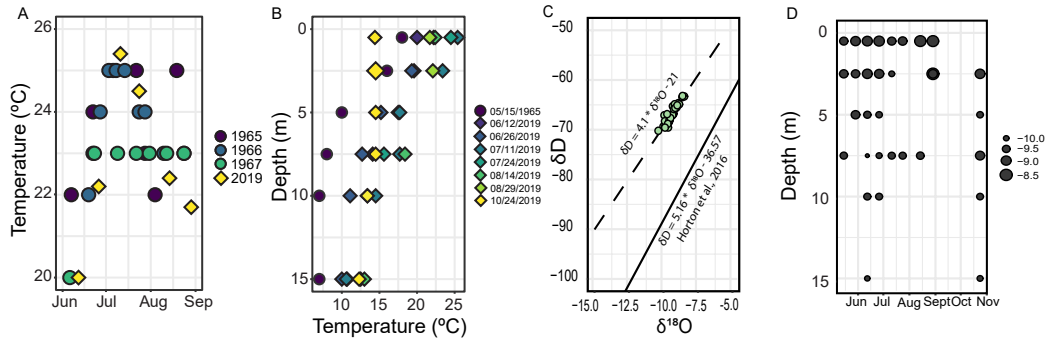 A
B
C
D
Temperature (ºC)
26
24
22
20
Jun
Jul
Aug
Sep
1965
1966
1967
2019
Depth (m)
0
5
10
15
10
15
20
25
Temperature (ºC)
05/15/1965
06/12/2019
06/26/2019
07/11/2019
07/24/2019
08/14/2019
08/29/2019
10/24/2019
δD
−50
−60
−70
−80
−90
−100
−15.0
−12.5
−10.0
−7.5
−5.0
δ¹⁸O
δD = 4.1* δ¹⁸O - 21
δD = 5.16 * δ¹⁸O - 36.57
Horton et al., 2016
Depth (m)
0
5
10
15
Jun
Jul
Aug
Sept
Oct
Nov
−10.0
−9.5
−9.0
−8.5